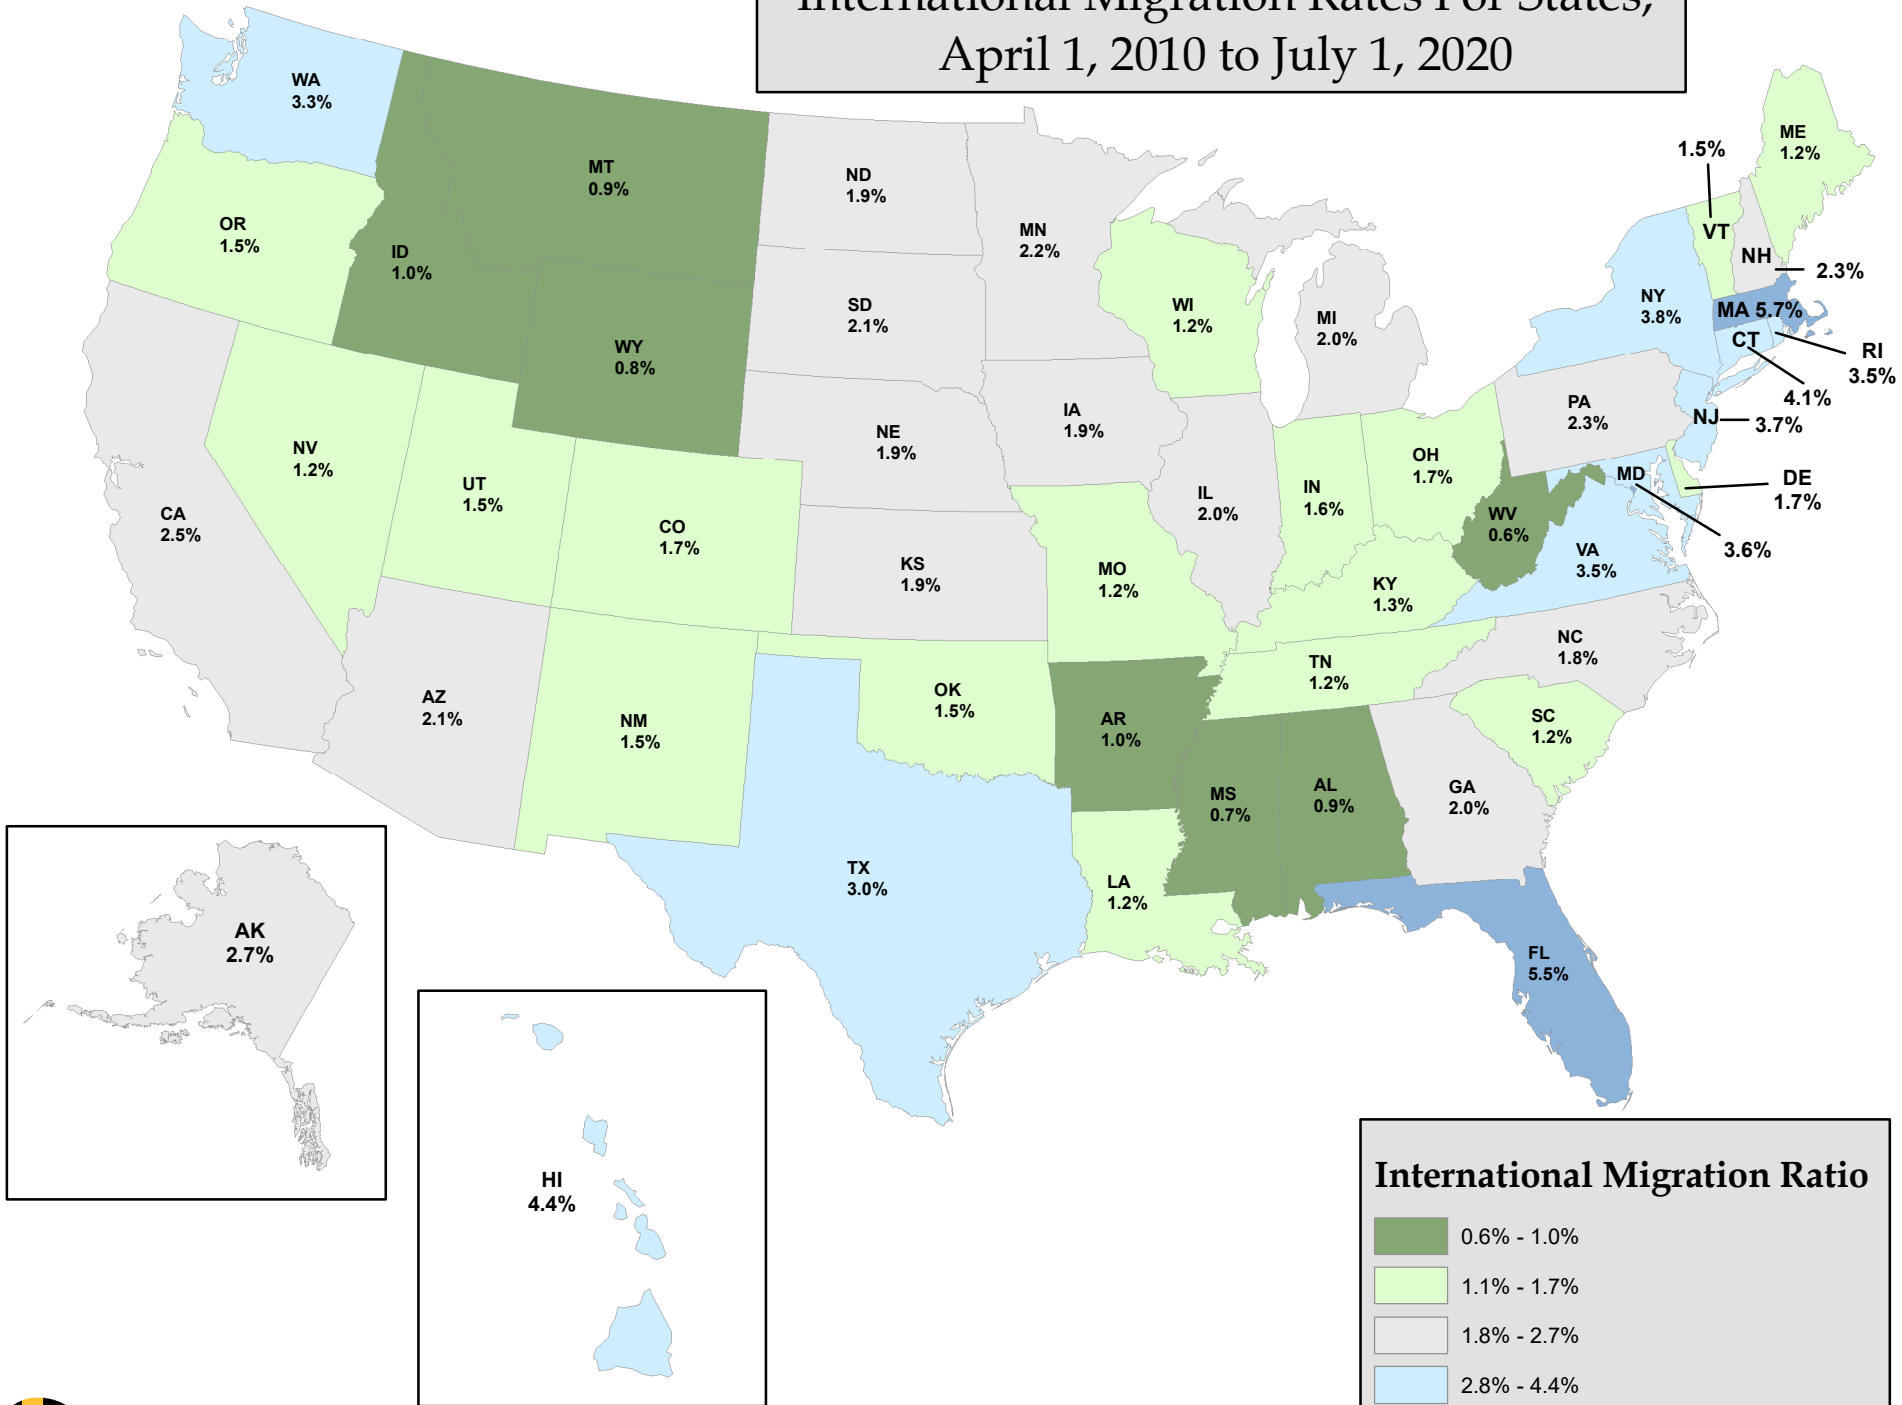 International Migration Rates For States,
April 1, 2010 to July 1, 2020
WA
3.3%
MT
0.9%
ND
1.9%
MN
2.2%
ME
1.2%
1.5%
VT
NH
2.3%
OR
1.5%
ID
1.0%
SD
2.1%
WI
1.2%
MI
2.0%
NY
3.8%
MA 5.7%
CT
4.1%
RI
3.5%
WY
0.8%
NE
1.9%
IA
1.9%
PA
2.3%
NJ
3.7%
NV
1.2%
UT
1.5%
CO
1.7%
IL
2.0%
IN
1.6%
OH
1.7%
MD
3.6%
DE
1.7%
CA
2.5%
KS
1.9%
MO
1.2%
KY
1.3%
WV
0.6%
VA
3.5%
AZ
2.1%
NM
1.5%
OK
1.5%
AR
1.0%
TN
1.2%
NC
1.8%
SC
1.2%
MS
0.7%
AL
0.9%
GA
2.0%
TX
3.0%
LA
1.2%
FL
5.5%
AK
2.7%
HI
4.4%
International Migration Ratio
0.6% - 1.0%
1.1% - 1.7%
1.8% - 2.7%
2.8% - 4.4%